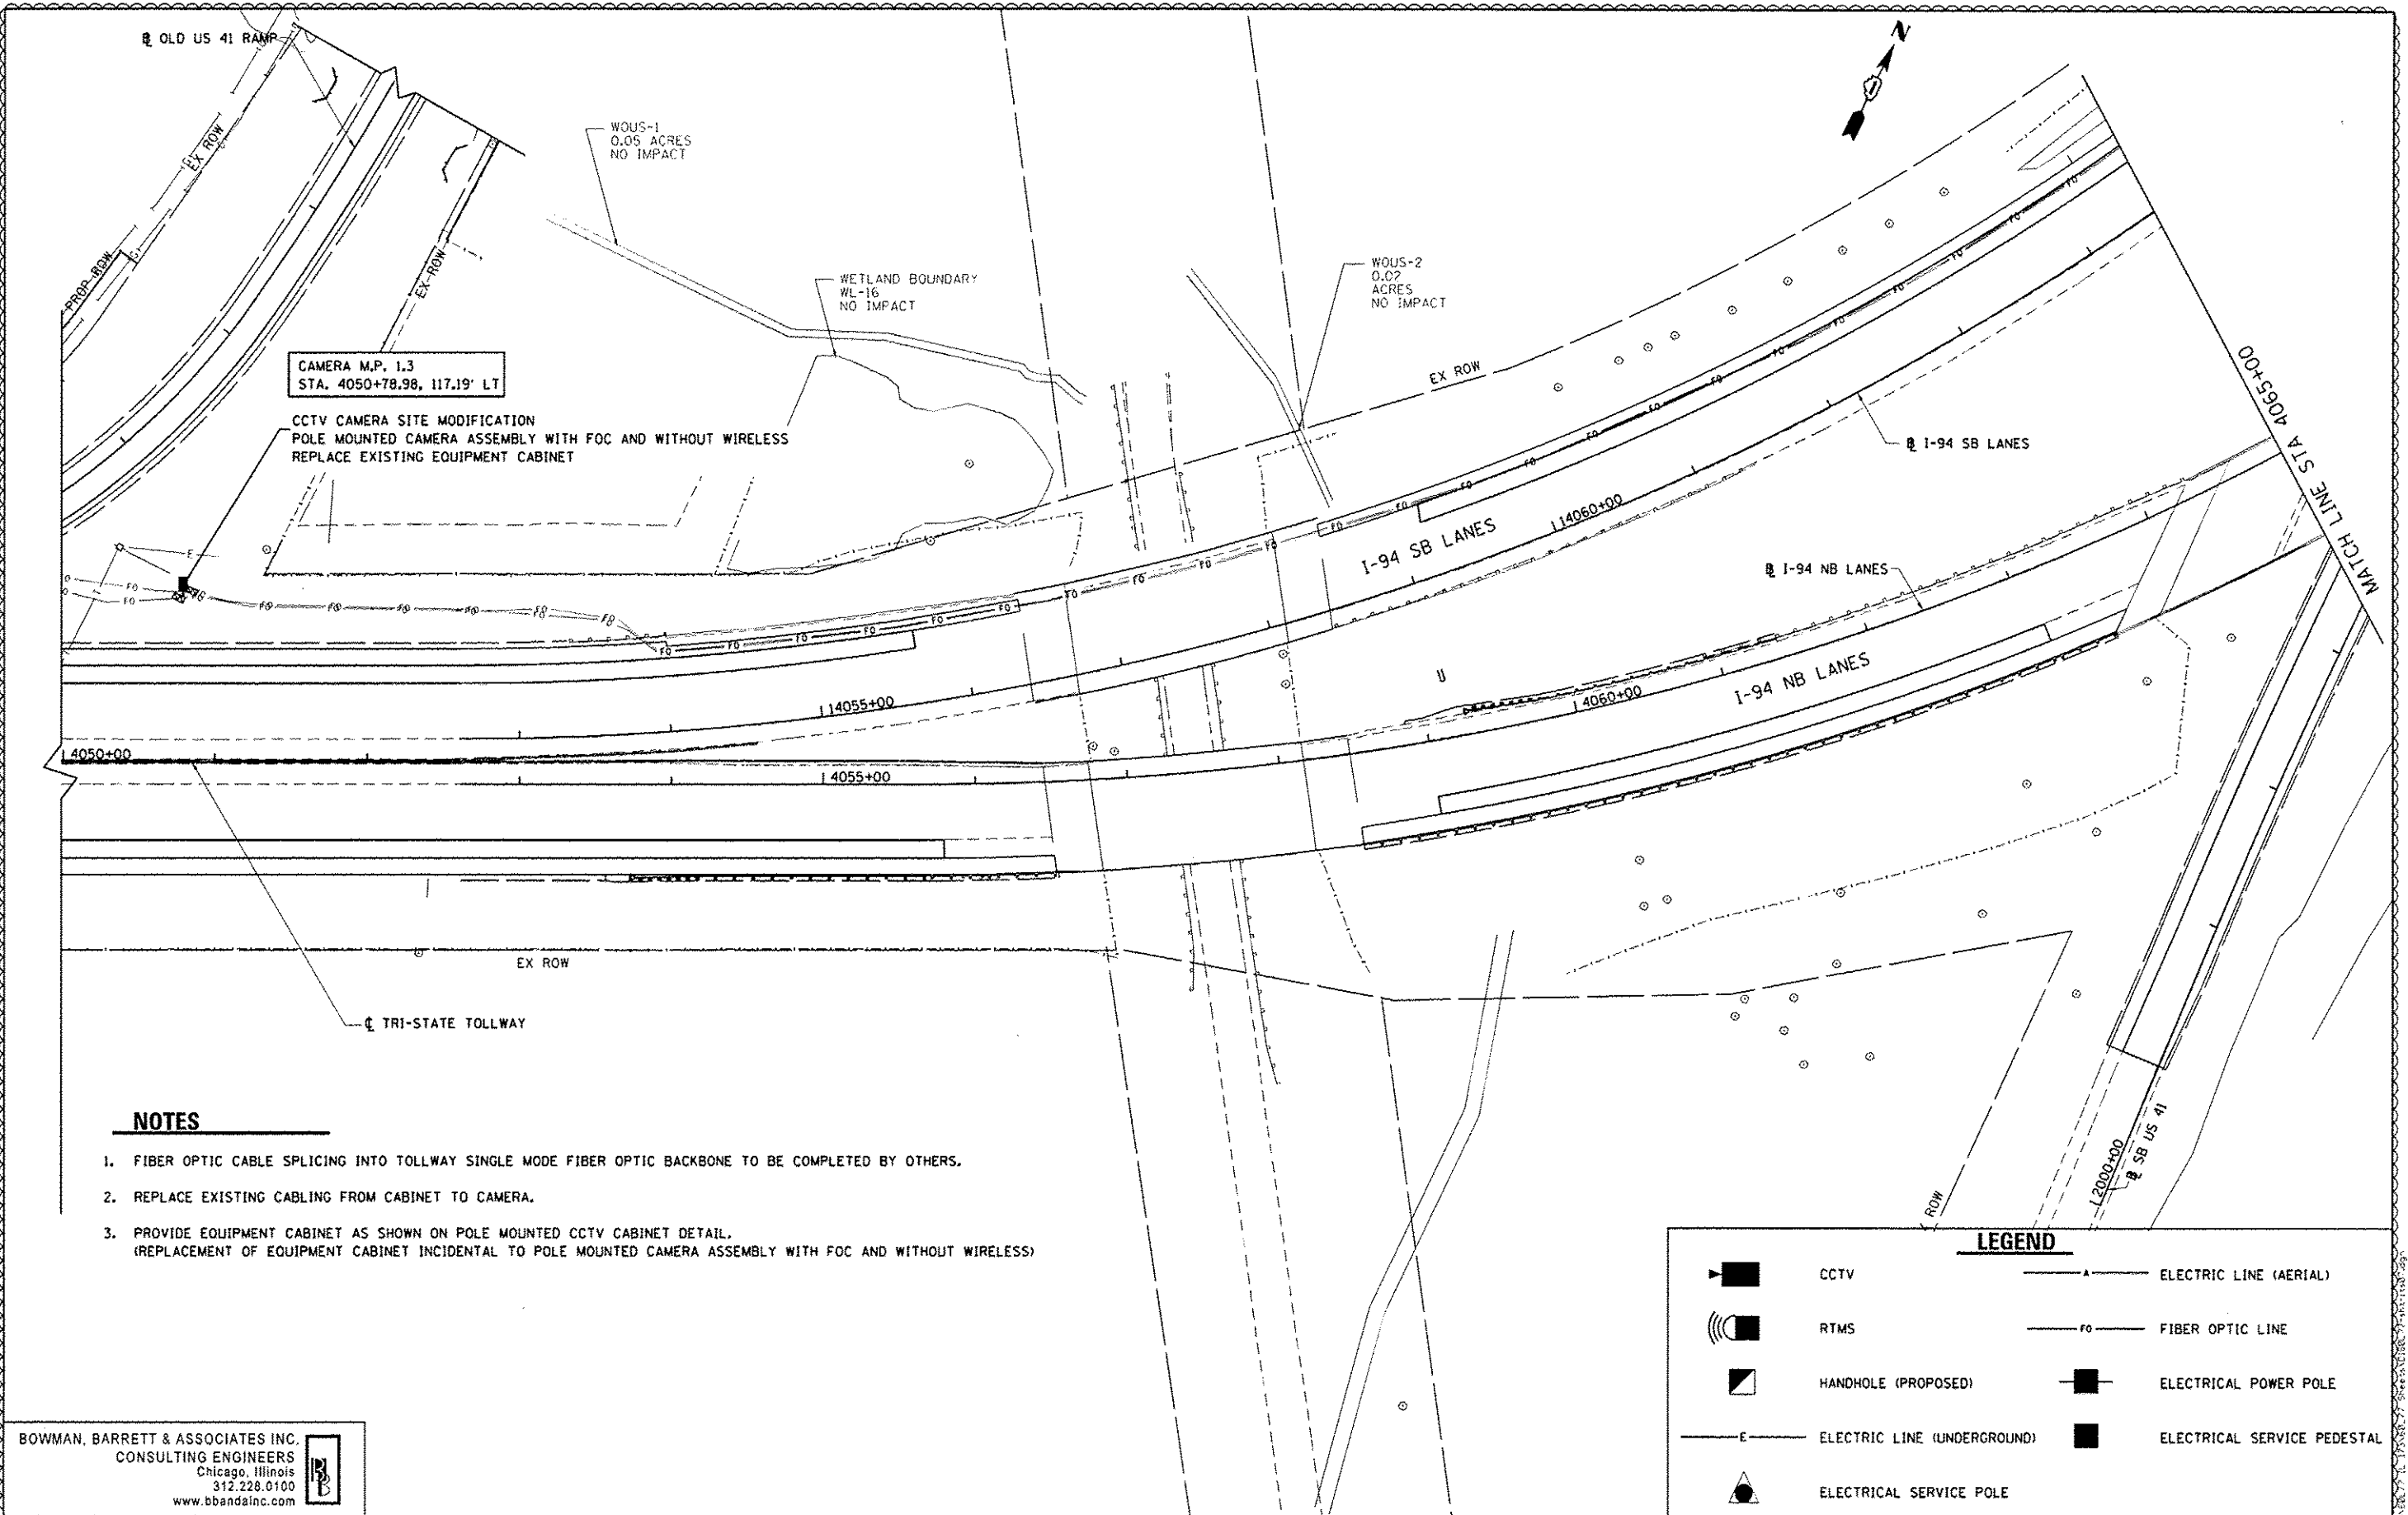 ℄ OLD US 41 RAMP
EX ROW
PROP ROW
EX ROW
WOUS-1
0.05 ACRES
NO IMPACT
WETLAND BOUNDARY
WL-16
NO IMPACT
WOUS-2
0.02
ACRES
NO IMPACT
N
EX ROW
CAMERA M.P. 1.3
STA. 4050+78.98, 117.19' LT
CCTV CAMERA SITE MODIFICATION
POLE MOUNTED CAMERA ASSEMBLY WITH FOC AND WITHOUT WIRELESS
REPLACE EXISTING EQUIPMENT CABINET
I-94 SB LANES
14060+00
℄ I-94 SB LANES
MATCH LINE STA 4065+00
℄ I-94 NB LANES
I-94 NB LANES
4060+00
14055+00
4050+00
4055+00
EX ROW
℄ TRI-STATE TOLLWAY
ROW
2000+00
℄ SB US 41
NOTES
1. FIBER OPTIC CABLE SPLICING INTO TOLLWAY SINGLE MODE FIBER OPTIC BACKBONE TO BE COMPLETED BY OTHERS.
2. REPLACE EXISTING CABLING FROM CABINET TO CAMERA.
3. PROVIDE EQUIPMENT CABINET AS SHOWN ON POLE MOUNTED CCTV CABINET DETAIL.
(REPLACEMENT OF EQUIPMENT CABINET INCIDENTAL TO POLE MOUNTED CAMERA ASSEMBLY WITH FOC AND WITHOUT WIRELESS)
LEGEND
CCTV
A ELECTRIC LINE (AERIAL)
RTMS
FO FIBER OPTIC LINE
HANDHOLE (PROPOSED)
ELECTRICAL POWER POLE
E ELECTRIC LINE (UNDERGROUND)
ELECTRICAL SERVICE PEDESTAL
ELECTRICAL SERVICE POLE
BOWMAN, BARRETT & ASSOCIATES INC.
CONSULTING ENGINEERS
Chicago, Illinois
312.228.0100
www.bbandainc.com